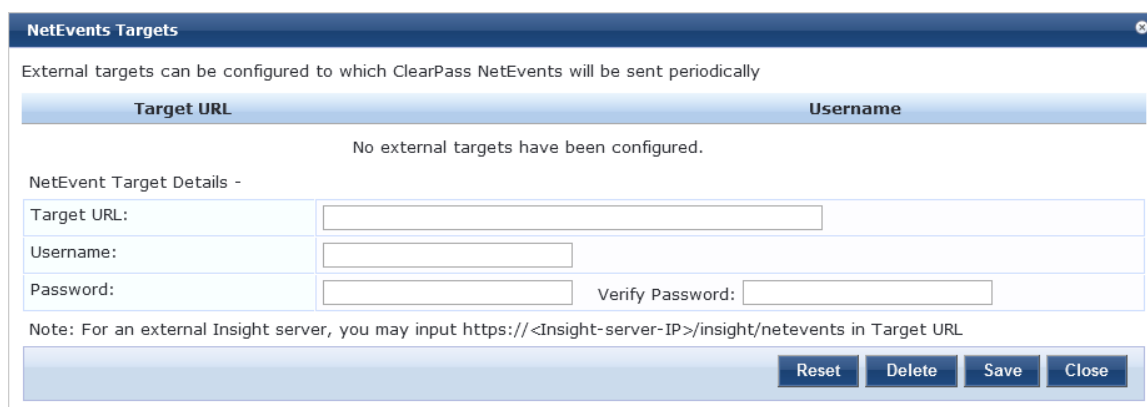 NetEvents Targets
External targets can be configured to which ClearPass NetEvents will be sent periodically
Target URL Username
No external targets have been configured.
NetEvent Target Details -
Target URL:
Username:
Password: Verify Password:
Note: For an external Insight server, you may input https://<Insight-server-IP>/insight/netevents in Target URL
Reset Delete Save Close